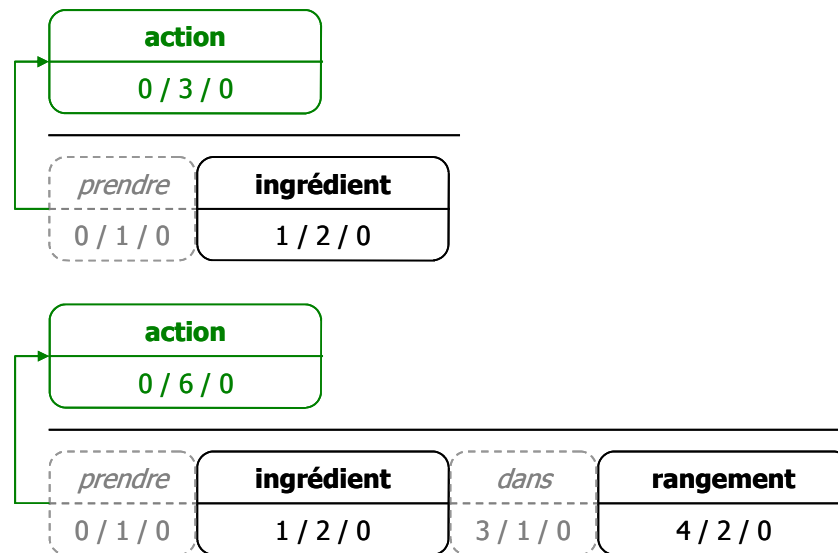 action
0 / 3 / 0
prendre ingrédient
0 / 1 / 0 1 / 2 / 0
action
0 / 6 / 0
prendre ingrédient dans rangement
0 / 1 / 0 1 / 2 / 0 3 / 1 / 0 4 / 2 / 0